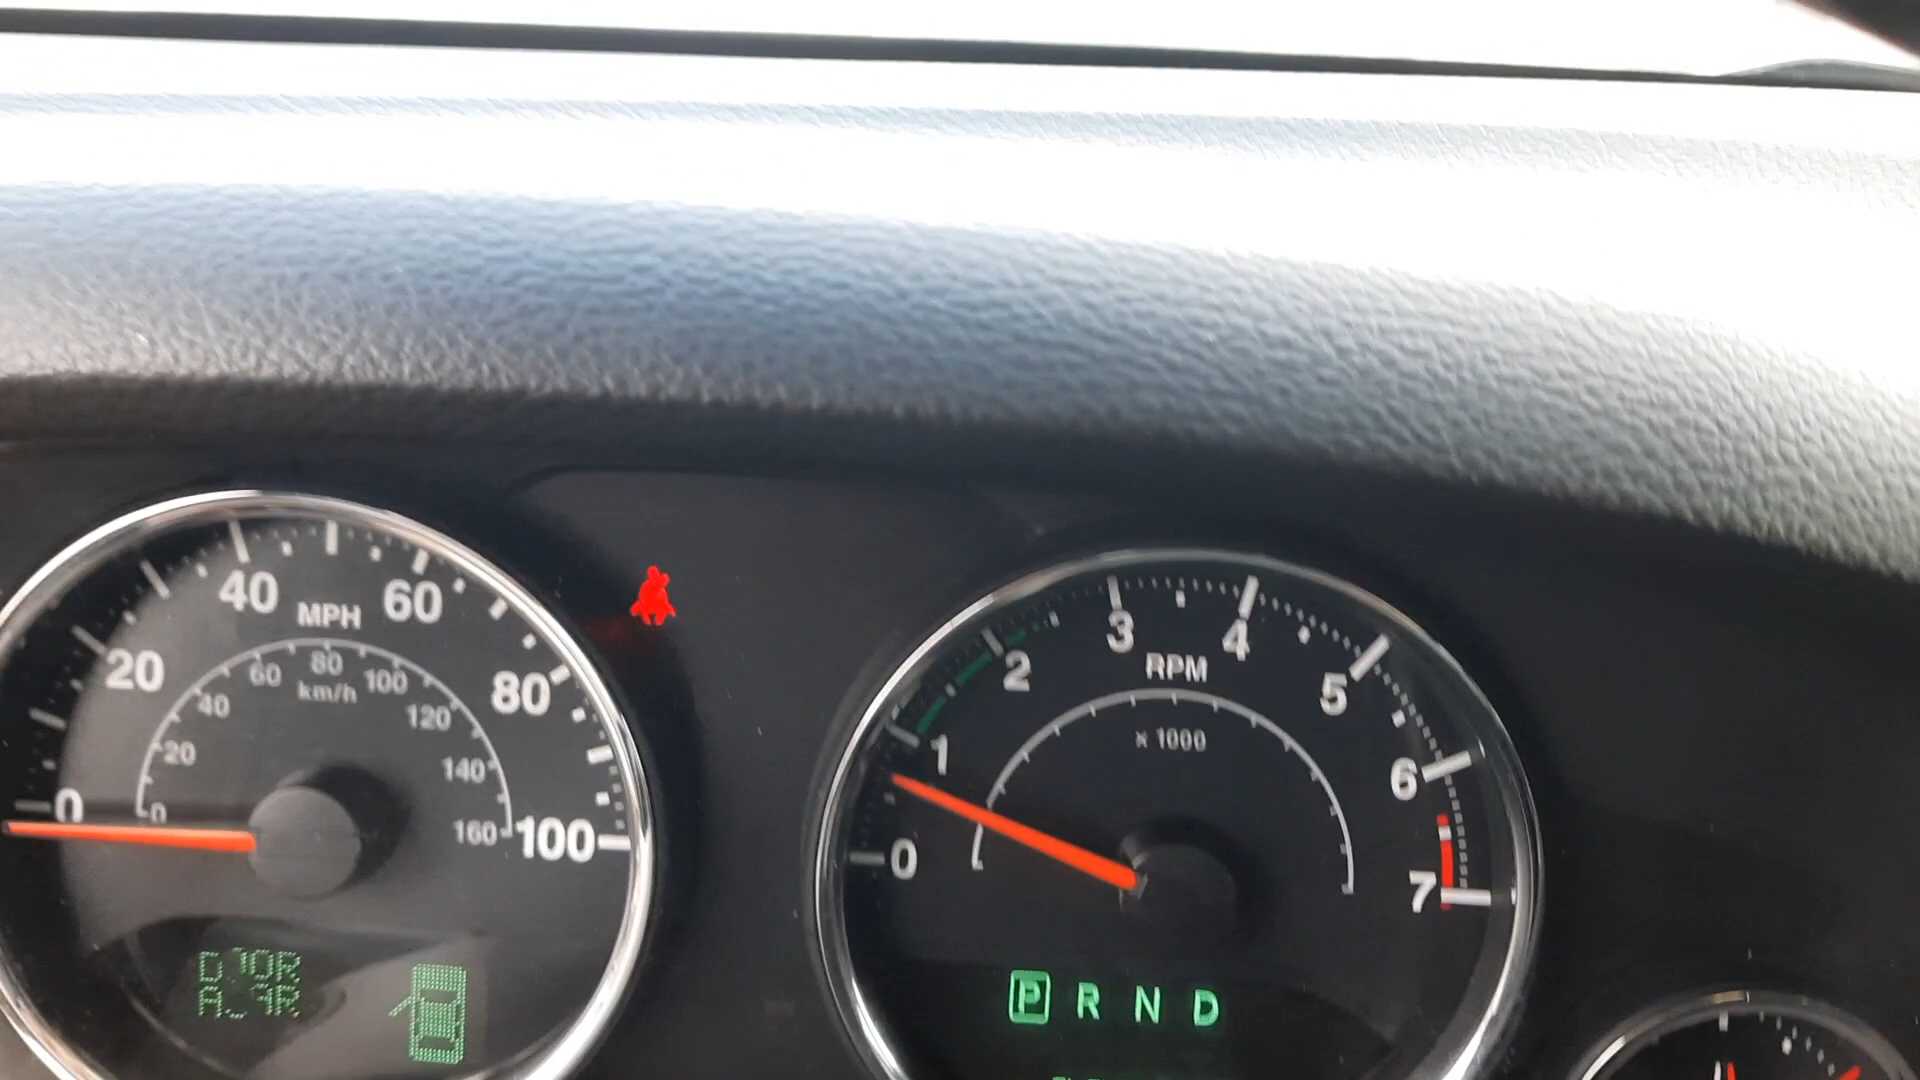 40 MPH 60
20 80
60 80 100
40 km/h 120
20 140
0 0 160 100
3 4
2 RPM 5
1 x 1000 6
0 7
DOOR
AJAR
P R N D